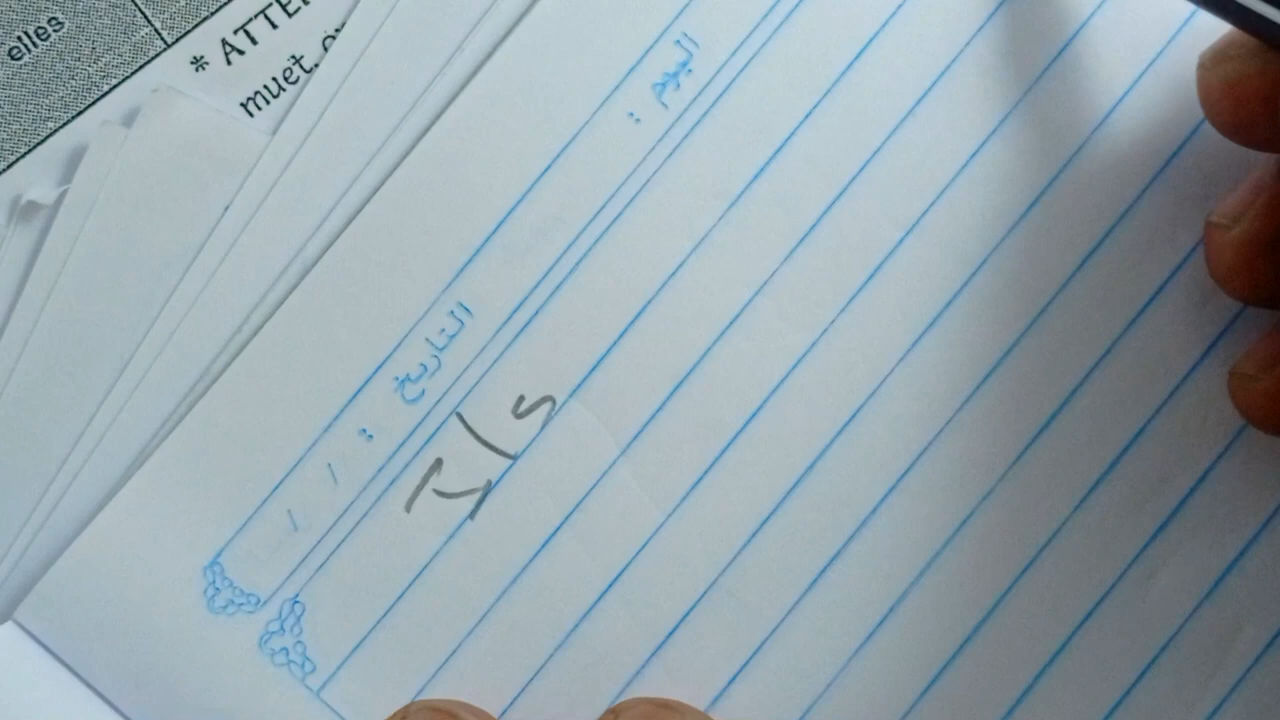 elles
* ATTE
muet.
اليوم :
التاريخ : / /